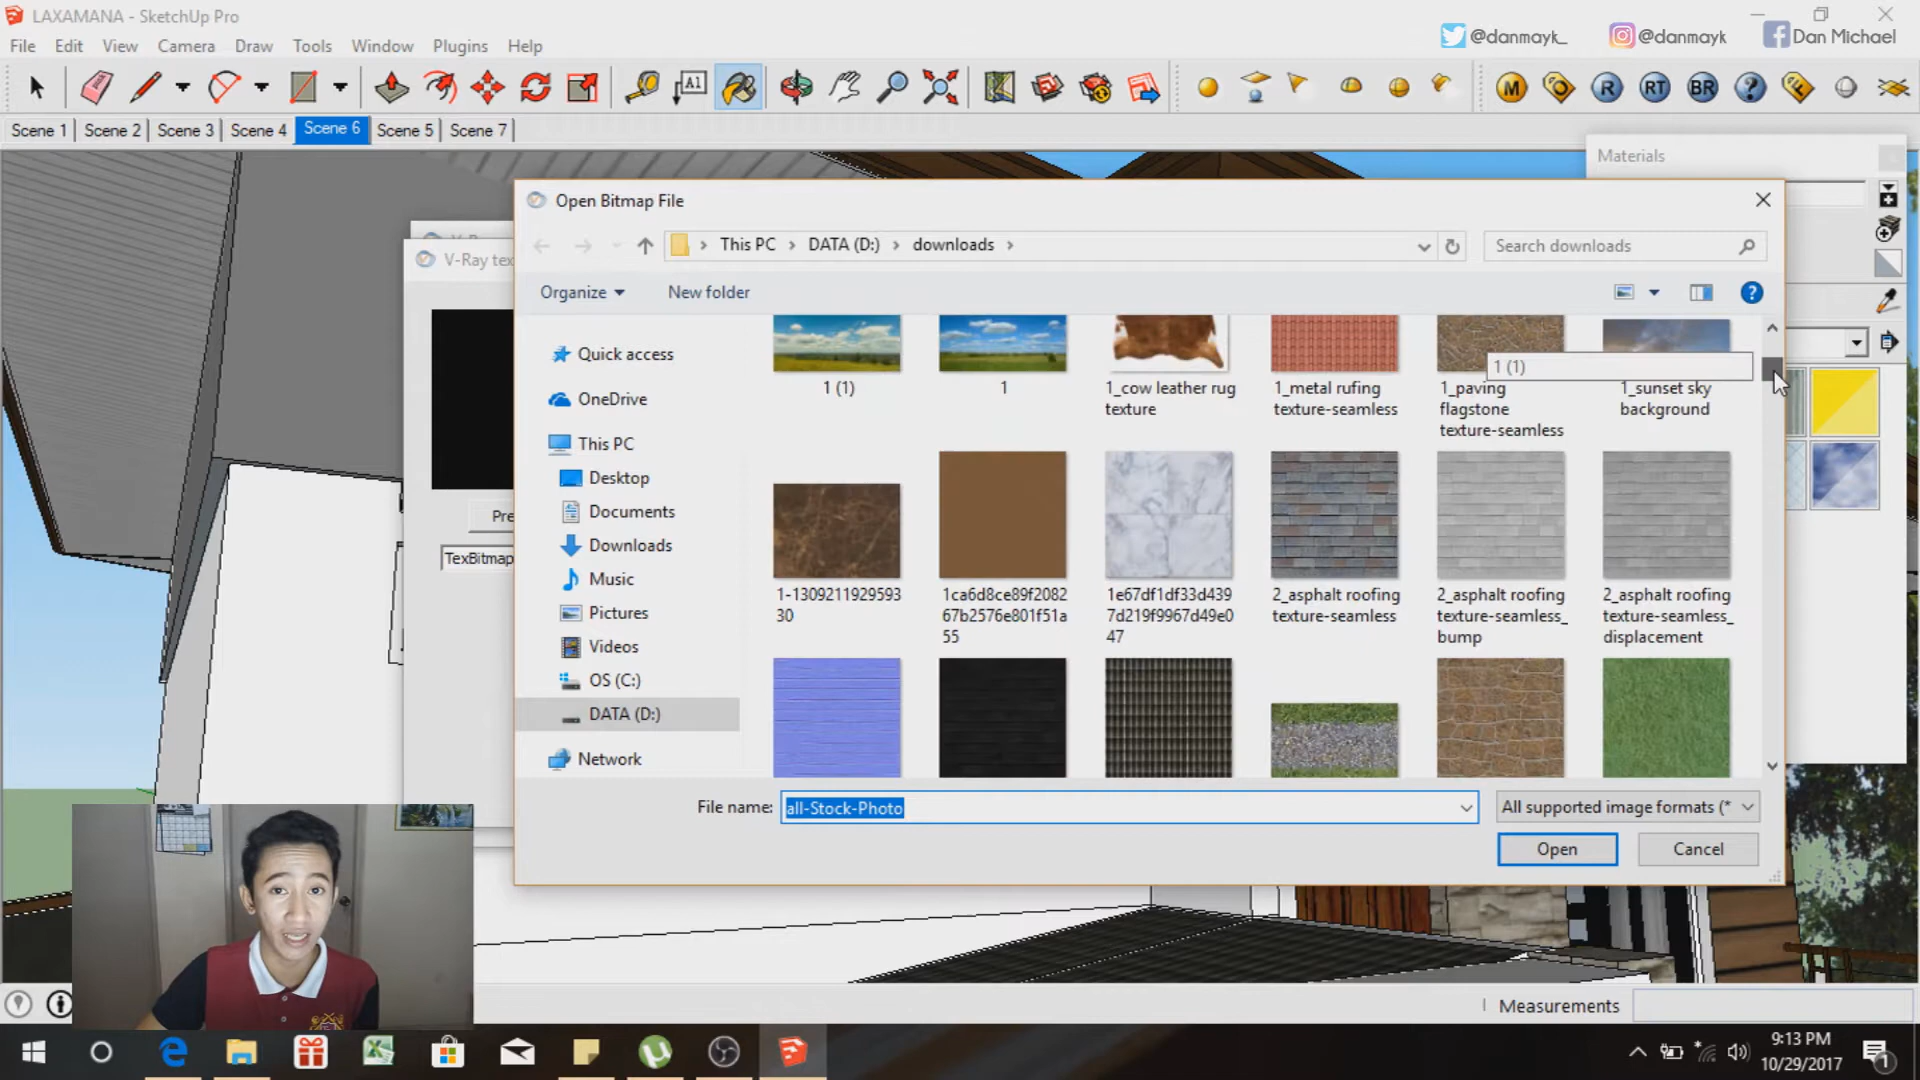 LAXAMANA - SketchUp Pro
File Edit View Camera Draw Tools Window Plugins Help
@danmayk_ @danmayk Dan Michael
A1
M R RT BR ?
Scene 1 Scene 2 Scene 3 Scene 4 Scene 6 Scene 5 Scene 7
Materials
Open Bitmap File
This PC > DATA (D:) > downloads >
Search downloads
V-Ray tex
Organize New folder
Quick access
OneDrive
This PC
Desktop
Documents
Downloads
Music
Pictures
Videos
OS (C:)
DATA (D:)
Network
Pre
TexBitmap
1 (1)
1
1_cow leather rug
texture
1_metal rufing
texture-seamless
1_paving
flagstone
texture-seamless
1_sunset sky
background
1 (1)
1-1309211929593
30
1ca6d8ce89f2082
67b2576e801f51a
55
1e67df1df33d439
7d219f9967d49e0
47
2_asphalt roofing
texture-seamless
2_asphalt roofing
texture-seamless_
bump
2_asphalt roofing
texture-seamless_
displacement
File name: all-Stock-Photo
All supported image formats (*
Open Cancel
Measurements
9:13 PM
10/29/2017
1